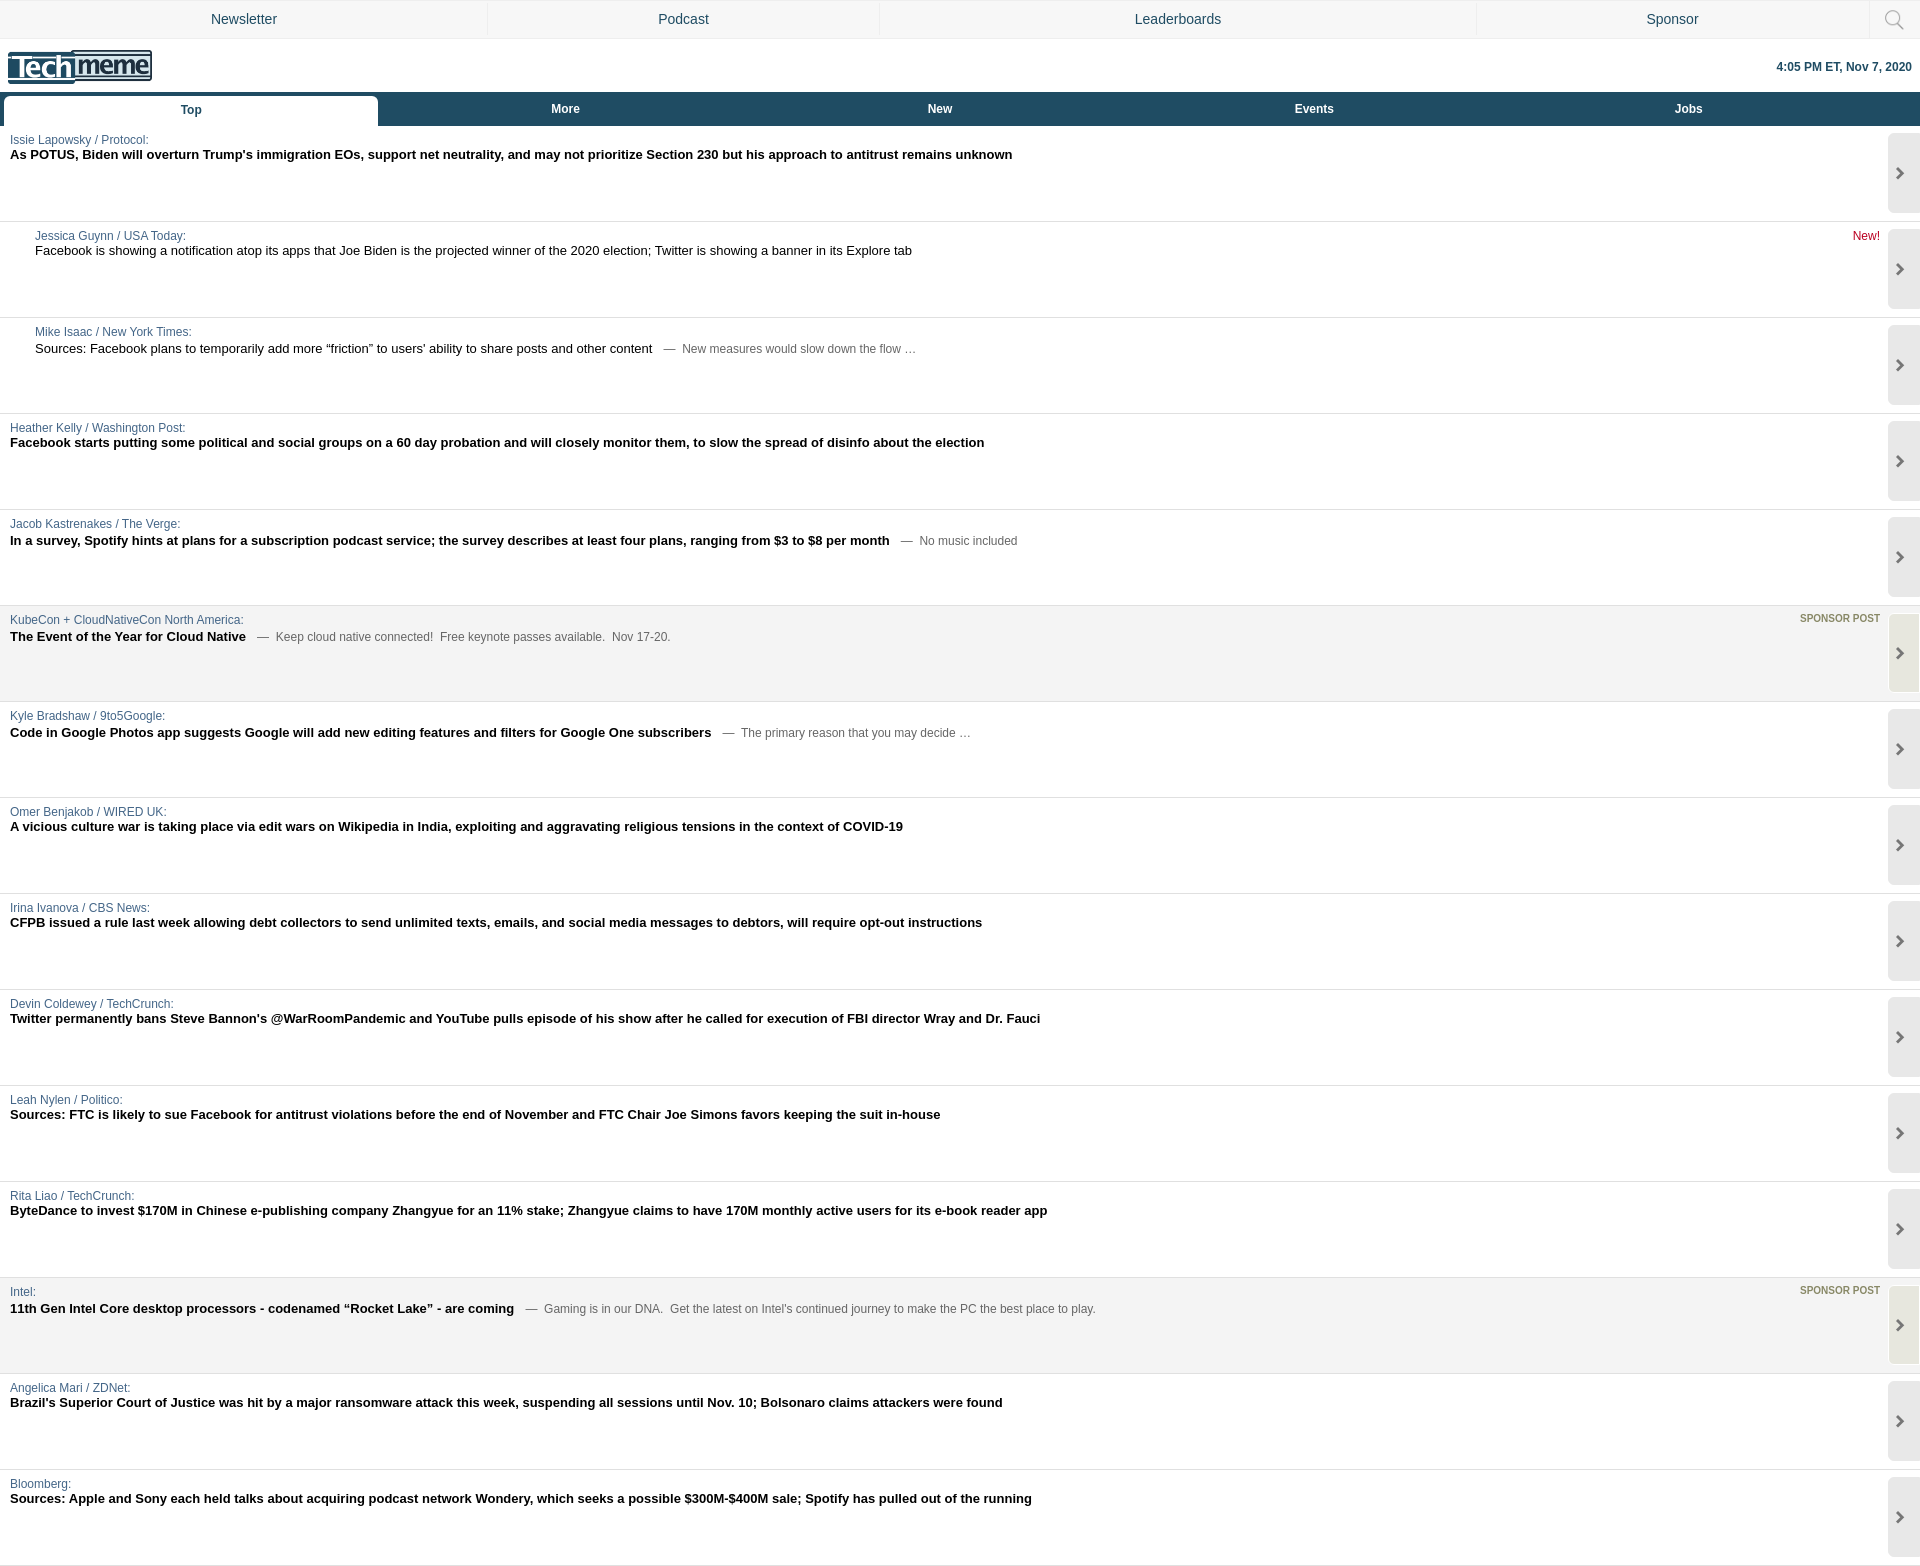 Newsletter Podcast Leaderboards Sponsor
Techmeme
4:05 PM ET, Nov 7, 2020
Top More New Events Jobs
Issie Lapowsky / Protocol:
As POTUS, Biden will overturn Trump's immigration EOs, support net neutrality, and may not prioritize Section 230 but his approach to antitrust remains unknown
Jessica Guynn / USA Today: New!
Facebook is showing a notification atop its apps that Joe Biden is the projected winner of the 2020 election; Twitter is showing a banner in its Explore tab
Mike Isaac / New York Times:
Sources: Facebook plans to temporarily add more “friction” to users' ability to share posts and other content — New measures would slow down the flow …
Heather Kelly / Washington Post:
Facebook starts putting some political and social groups on a 60 day probation and will closely monitor them, to slow the spread of disinfo about the election
Jacob Kastrenakes / The Verge:
In a survey, Spotify hints at plans for a subscription podcast service; the survey describes at least four plans, ranging from $3 to $8 per month — No music included
KubeCon + CloudNativeCon North America: SPONSOR POST
The Event of the Year for Cloud Native — Keep cloud native connected! Free keynote passes available. Nov 17-20.
Kyle Bradshaw / 9to5Google:
Code in Google Photos app suggests Google will add new editing features and filters for Google One subscribers — The primary reason that you may decide …
Omer Benjakob / WIRED UK:
A vicious culture war is taking place via edit wars on Wikipedia in India, exploiting and aggravating religious tensions in the context of COVID-19
Irina Ivanova / CBS News:
CFPB issued a rule last week allowing debt collectors to send unlimited texts, emails, and social media messages to debtors, will require opt-out instructions
Devin Coldewey / TechCrunch:
Twitter permanently bans Steve Bannon's @WarRoomPandemic and YouTube pulls episode of his show after he called for execution of FBI director Wray and Dr. Fauci
Leah Nylen / Politico:
Sources: FTC is likely to sue Facebook for antitrust violations before the end of November and FTC Chair Joe Simons favors keeping the suit in-house
Rita Liao / TechCrunch:
ByteDance to invest $170M in Chinese e-publishing company Zhangyue for an 11% stake; Zhangyue claims to have 170M monthly active users for its e-book reader app
Intel: SPONSOR POST
11th Gen Intel Core desktop processors - codenamed “Rocket Lake” - are coming — Gaming is in our DNA. Get the latest on Intel's continued journey to make the PC the best place to play.
Angelica Mari / ZDNet:
Brazil's Superior Court of Justice was hit by a major ransomware attack this week, suspending all sessions until Nov. 10; Bolsonaro claims attackers were found
Bloomberg:
Sources: Apple and Sony each held talks about acquiring podcast network Wondery, which seeks a possible $300M-$400M sale; Spotify has pulled out of the running